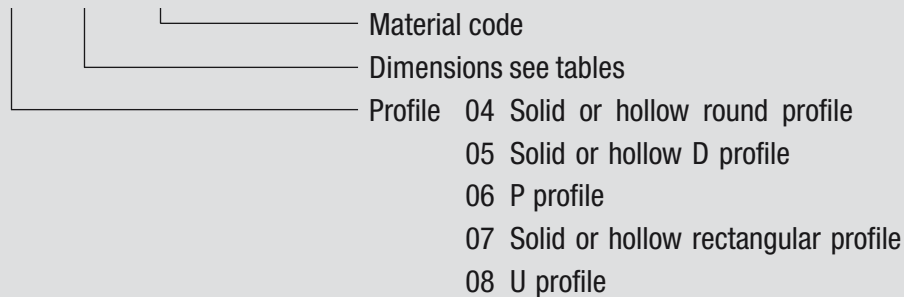 Material code
Dimensions see tables
Profile 04 Solid or hollow round profile
05 Solid or hollow D profile
06 P profile
07 Solid or hollow rectangular profile
08 U profile